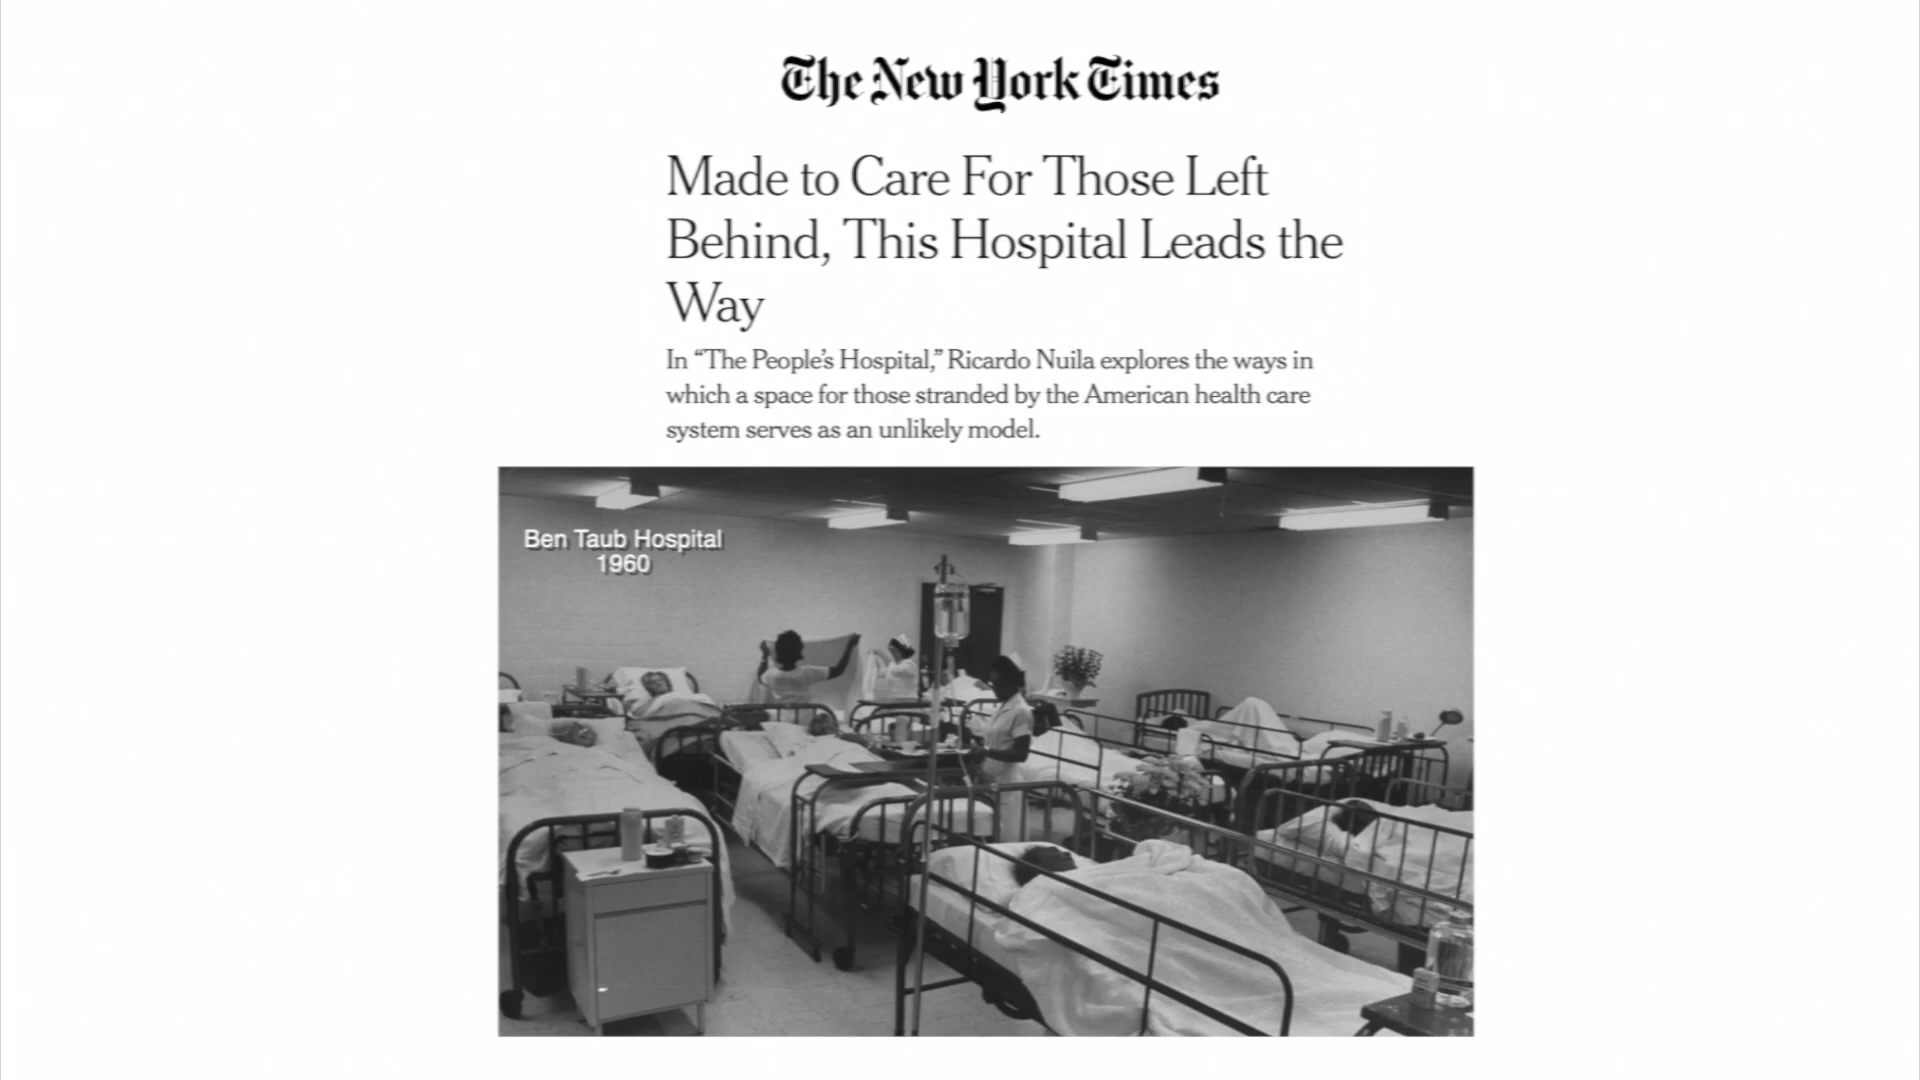 The New York Times
Made to Care For Those Left
Behind, This Hospital Leads the
Way
In “The People’s Hospital,” Ricardo Nuila explores the ways in
which a space for those stranded by the American health care
system serves as an unlikely model.
Ben Taub Hospital
1960